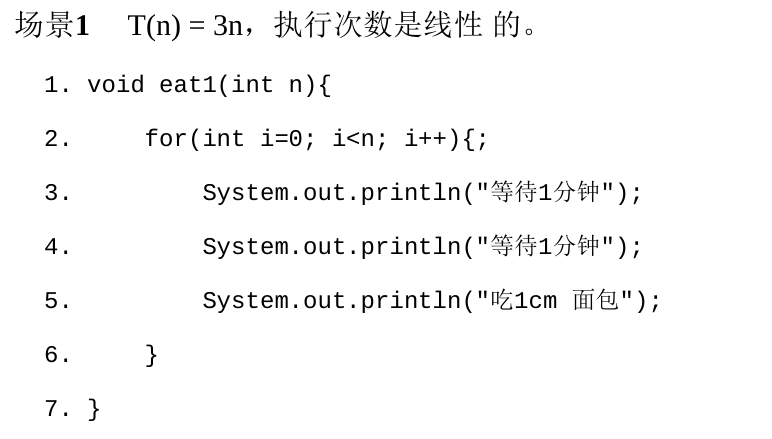 场景1 T(n) = 3n，执行次数是线性 的。
1. void eat1(int n){
2.     for(int i=0; i<n; i++){;
3.         System.out.println("等待1分钟");
4.         System.out.println("等待1分钟");
5.         System.out.println("吃1cm 面包");
6.     }
7. }